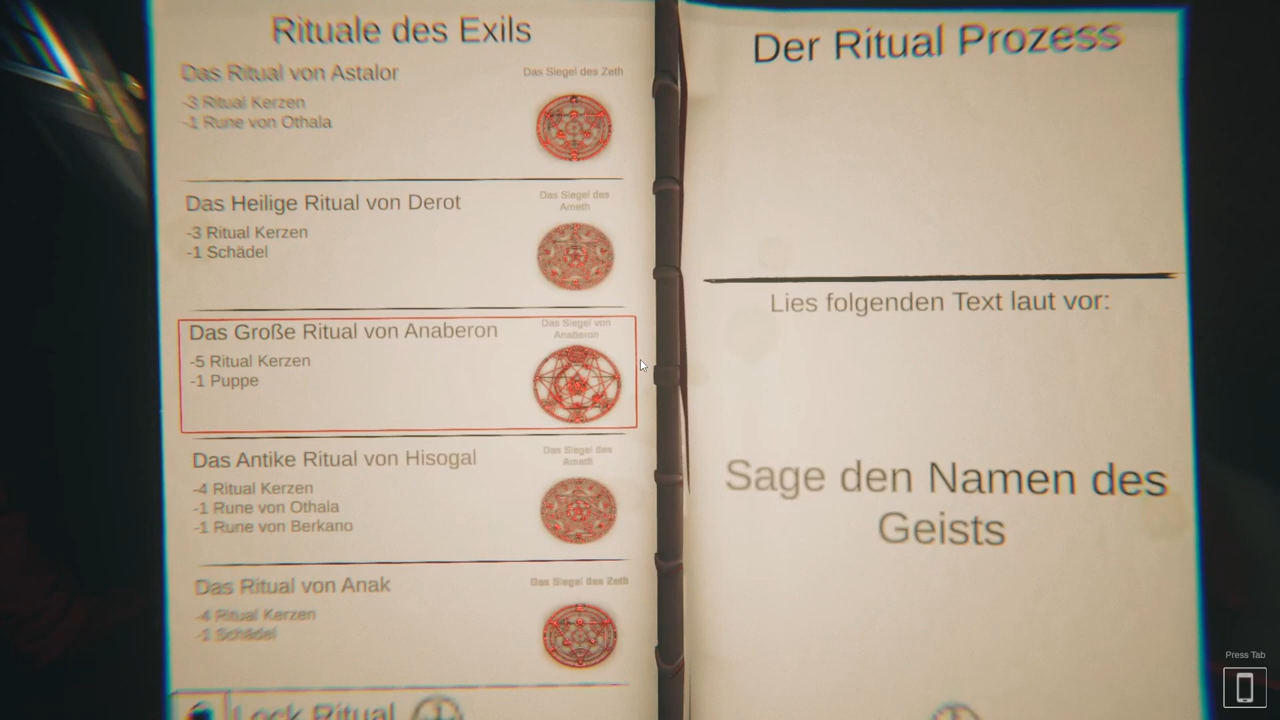 Rituale des Exils
Das Ritual von Astalor
Das Siegel des Zeth
-3 Ritual Kerzen
-1 Rune von Othala
Das Heilige Ritual von Derot
Das Siegel des
Ameth
-3 Ritual Kerzen
-1 Schädel
Das Große Ritual von Anaberon
Das Siegel von
Anaberon
-5 Ritual Kerzen
-1 Puppe
Das Antike Ritual von Hisogal
Das Siegel des
Ameth
-4 Ritual Kerzen
-1 Rune von Othala
-1 Rune von Berkano
Das Ritual von Anak
Das Siegel des Zeth
-4 Ritual Kerzen
-1 Schädel
Lock Ritual
Der Ritual Prozess
Lies folgenden Text laut vor:
Sage den Namen des
Geists
Press Tab